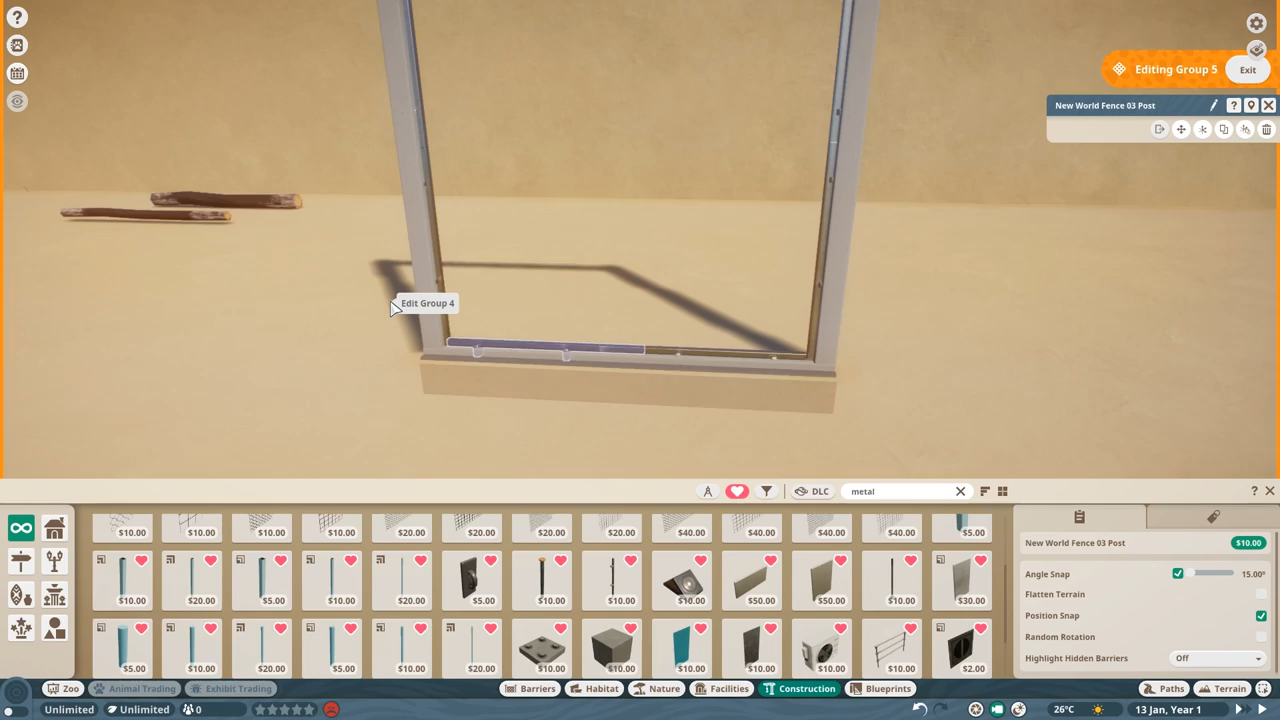 Editing Group 5
Exit
New World Fence 03 Post
?
Edit Group 4
DLC
metal
?
$10.00 $10.00 $20.00 $10.00 $20.00 $20.00 $20.00 $20.00 $40.00 $40.00 $40.00 $40.00 $5.00
$10.00 $20.00 $5.00 $10.00 $20.00 $5.00 $10.00 $10.00 $10.00 $50.00 $50.00 $10.00 $30.00
$5.00 $10.00 $20.00 $5.00 $10.00 $20.00 $10.00 $10.00 $10.00 $10.00 $10.00 $10.00 $2.00
New World Fence 03 Post $10.00
Angle Snap 15.00°
Flatten Terrain
Position Snap
Random Rotation
Highlight Hidden Barriers Off
Zoo Animal Trading Exhibit Trading Barriers Habitat Nature Facilities Construction Blueprints Paths Terrain
Unlimited Unlimited 0 26°C 13 Jan, Year 1